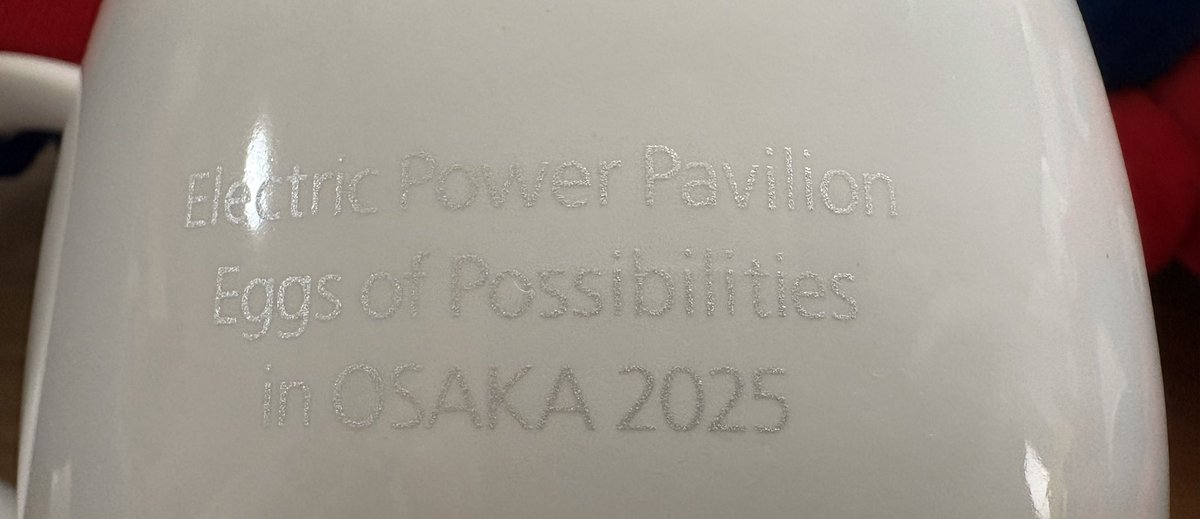 Electric Power Pavilion
Eggs of Possibilities
in OSAKA 2025